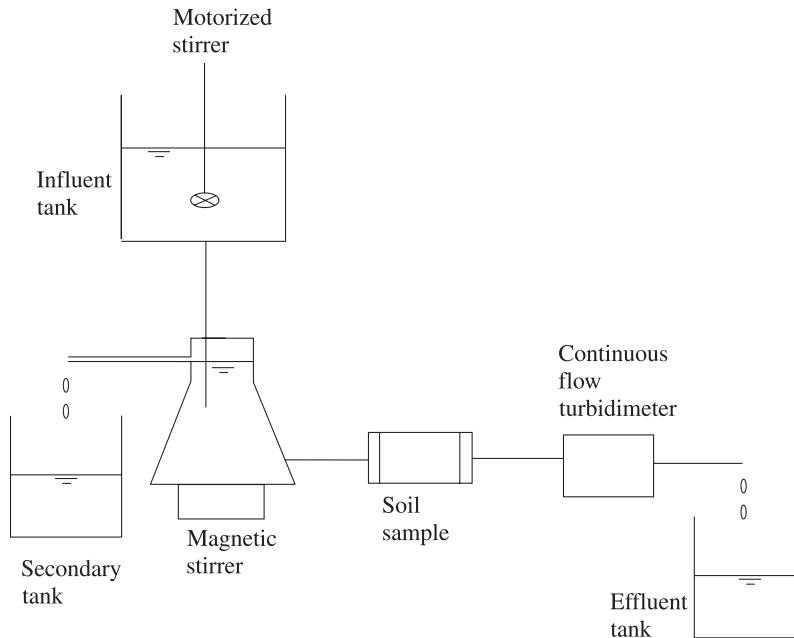 Motorized
stirrer
Influent
tank
Continuous
flow
turbidimeter
Soil
sample
Magnetic
stirrer
Secondary
tank
Effluent
tank